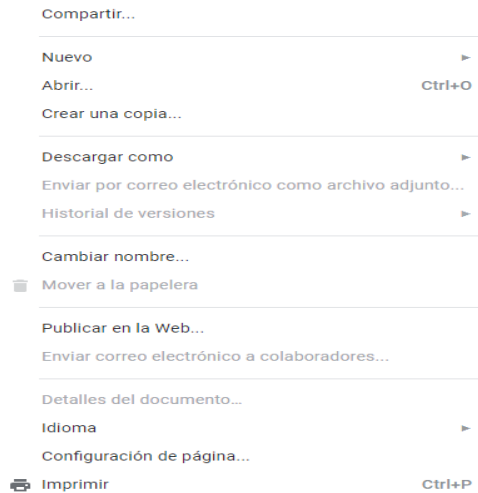 Compartir...
Nuevo ►
Abrir... Ctrl+O
Crear una copia...
Descargar como ►
Enviar por correo electrónico como archivo adjunto...
Historial de versiones ►
Cambiar nombre...
Mover a la papelera
Publicar en la Web...
Enviar correo electrónico a colaboradores...
Detalles del documento...
Idioma ►
Configuración de página...
Imprimir Ctrl+P